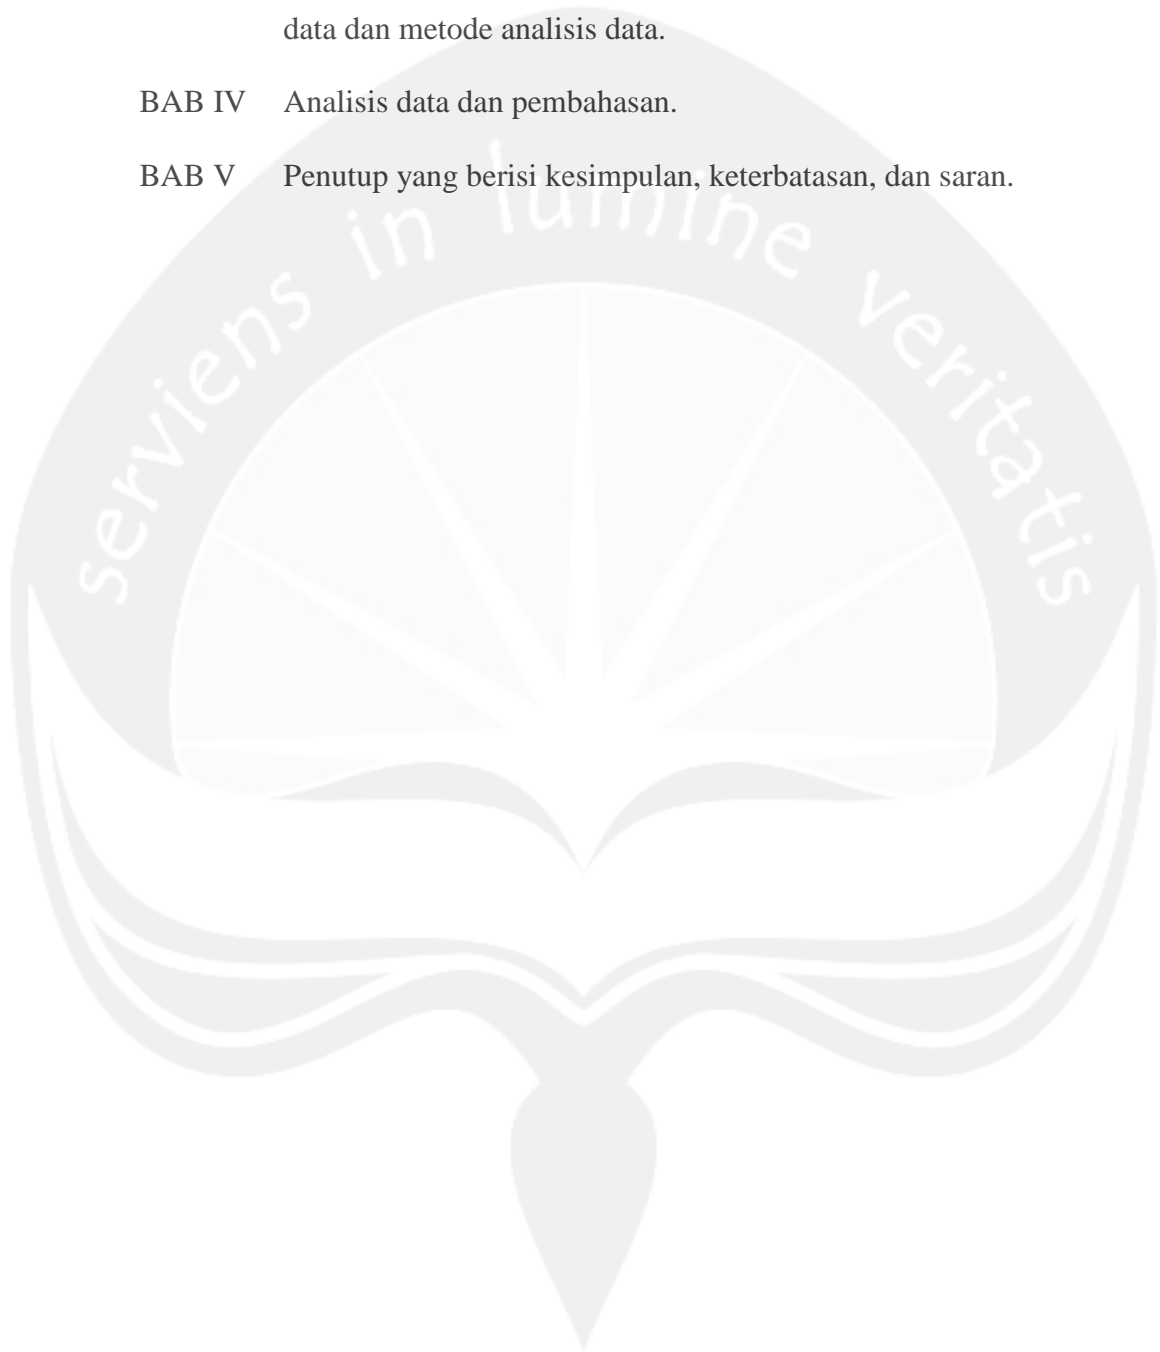 data dan metode analisis data.
BAB IV Analisis data dan pembahasan.
BAB V Penutup yang berisi kesimpulan, keterbatasan, dan saran.
serviens in lumine veritatis